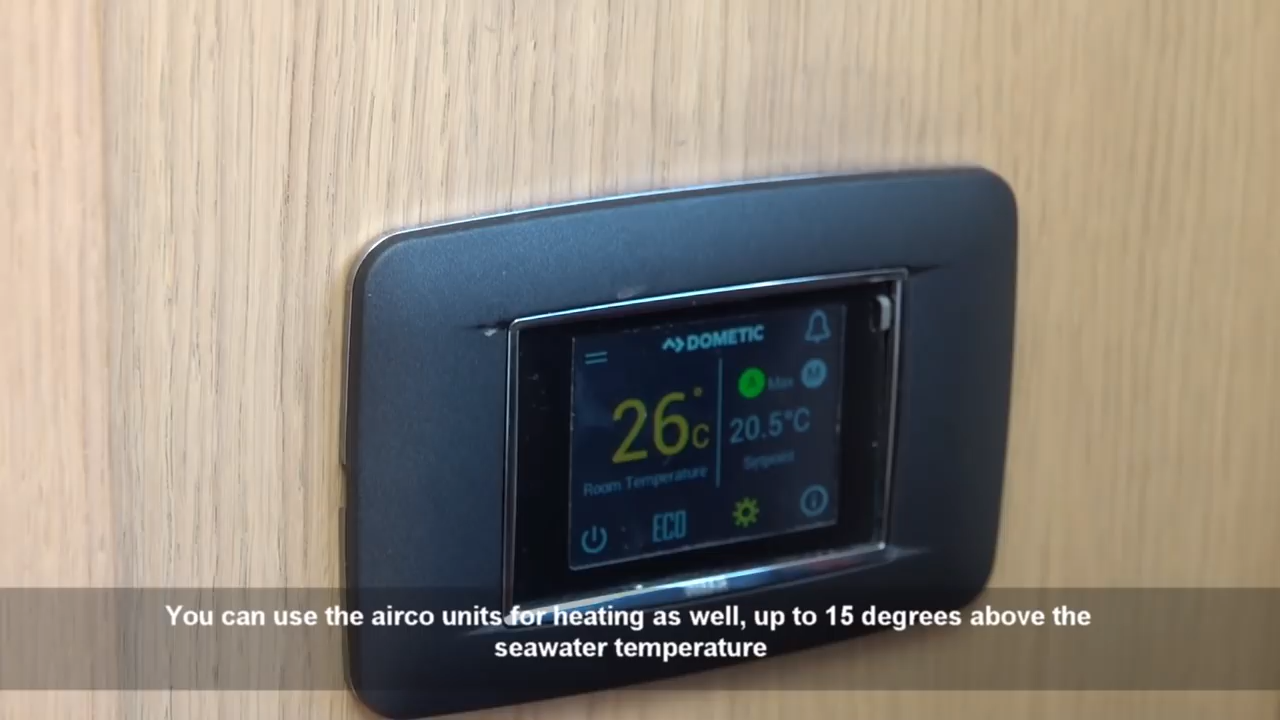 DOMETIC
A Max M
26°C
20.5°C
Room Temperature
Setpoint
ECO
You can use the airco units for heating as well, up to 15 degrees above the
seawater temperature